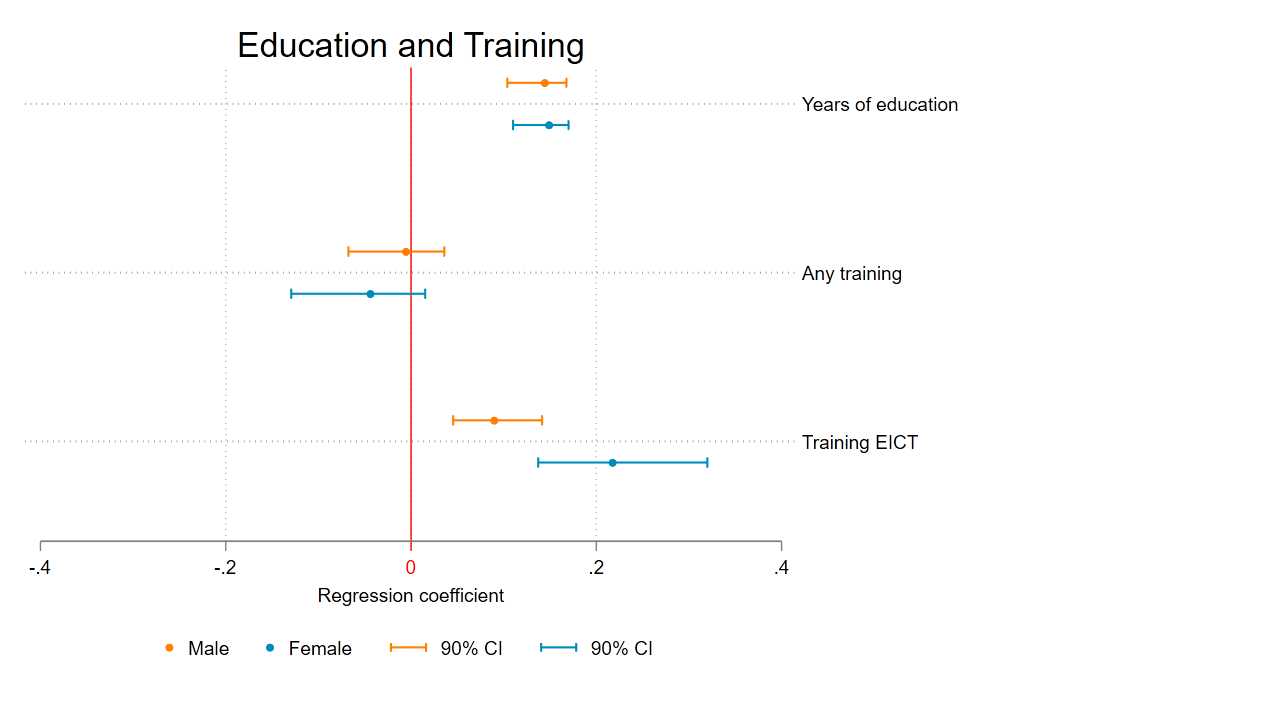 Education and Training
Years of education
Any training
Training EICT
-.4 -.2 0 .2 .4
Regression coefficient
Male Female 90% CI 90% CI